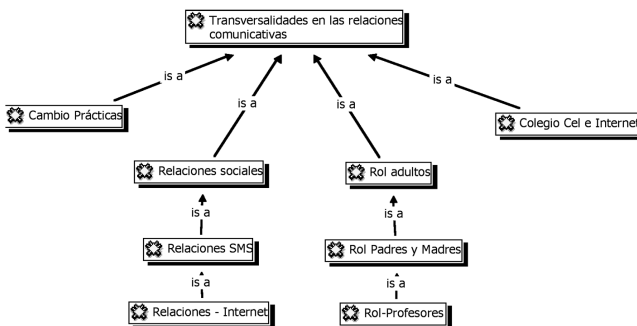 Transversalidades en las relaciones
comunicativas
is a
is a
is a
is a
Cambio Prácticas
Colegio Cel e Internet
Relaciones sociales
Rol adultos
is a
is a
Relaciones SMS
Rol Padres y Madres
is a
is a
Relaciones - Internet
Rol-Profesores